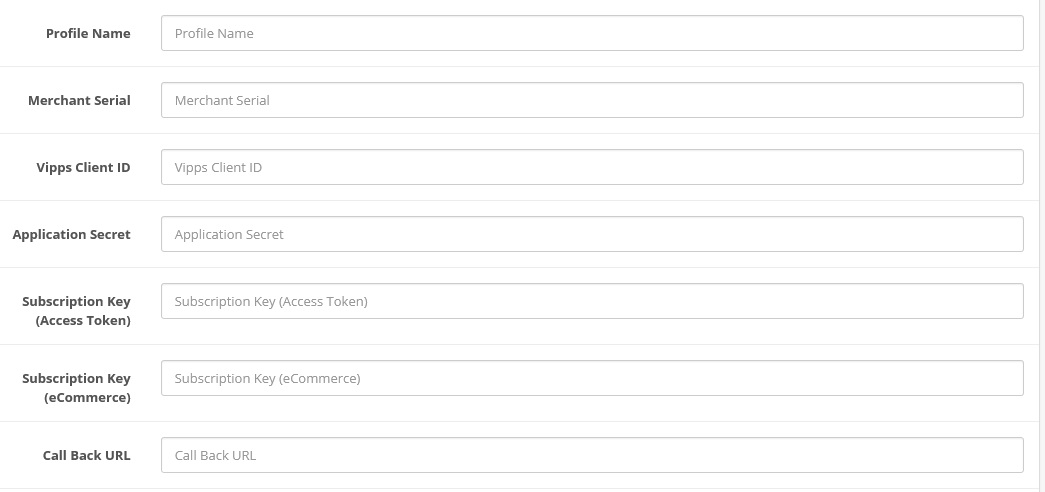 Profile Name
Profile Name
Merchant Serial
Merchant Serial
Vipps Client ID
Vipps Client ID
Application Secret
Application Secret
Subscription Key
(Access Token)
Subscription Key (Access Token)
Subscription Key
(eCommerce)
Subscription Key (eCommerce)
Call Back URL
Call Back URL